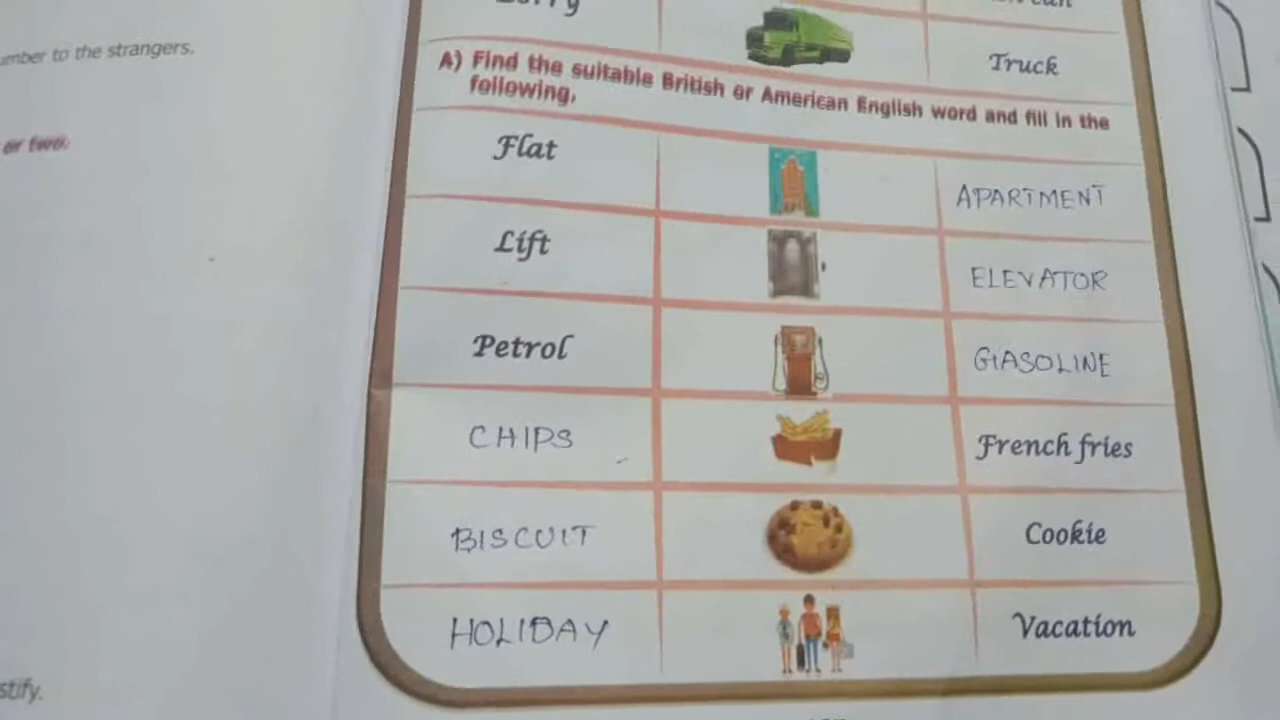 umber to the strangers.
or two.
stify.
Lorry
Truck
A) Find the suitable British or American English word and fill in the
following,
Flat
APARTMENT
Lift
ELEVATOR
Petrol
GASOLINE
CHIPS
French fries
BISCUIT
Cookie
HOLIDAY
Vacation